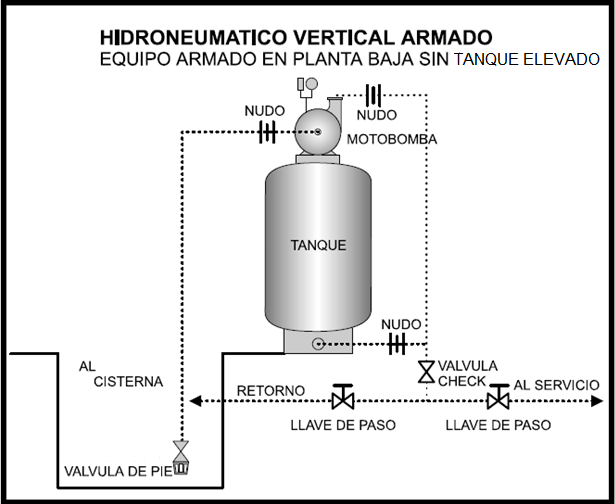 HIDRONEUMATICO VERTICAL ARMADO
EQUIPO ARMADO EN PLANTA BAJA SIN TANQUE ELEVADO
NUDO
NUDO
MOTOBOMBA
TANQUE
NUDO
AL
CISTERNA
VALVULA
CHECK
RETORNO
AL SERVICIO
LLAVE DE PASO
LLAVE DE PASO
VALVULA DE PIE